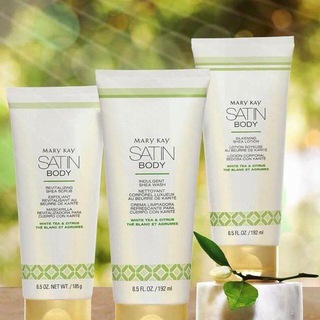 MARY KAY
SATIN
BODY
REVITALIZING
SHEA SCRUB
EXFOLIANT
REVITALISANT AU
BEURRE DE KARITÉ
MASCARILLA
REVITALIZADORA PARA
CUERPO CON KARITÉ
WHITE TEA & CITRUS
THÉ BLANC ET AGRUMES
6.5 OZ. NET WT. / 185 g
MARY KAY
SATIN
BODY
INDULGENT
SHEA WASH
NETTOYANT
CORPOREL LUXUEUX
AU BEURRE DE KARITÉ
CREMA LIMPIADORA
REFRESCANTE PARA
CUERPO CON KARITÉ
WHITE TEA & CITRUS
THÉ BLANC ET AGRUMES
6.5 FL. OZ. / 192 ml
MARY KAY
SATIN
BODY
SILKENING
SHEA LOTION
LOTION SOYEUSE
AU BEURRE DE KARITÉ
LOCIÓN CORPORAL
SEDOSA CON KARITÉ
WHITE TEA & CITRUS
THÉ BLANC ET AGRUMES
6.5 FL. OZ. / 192 ml